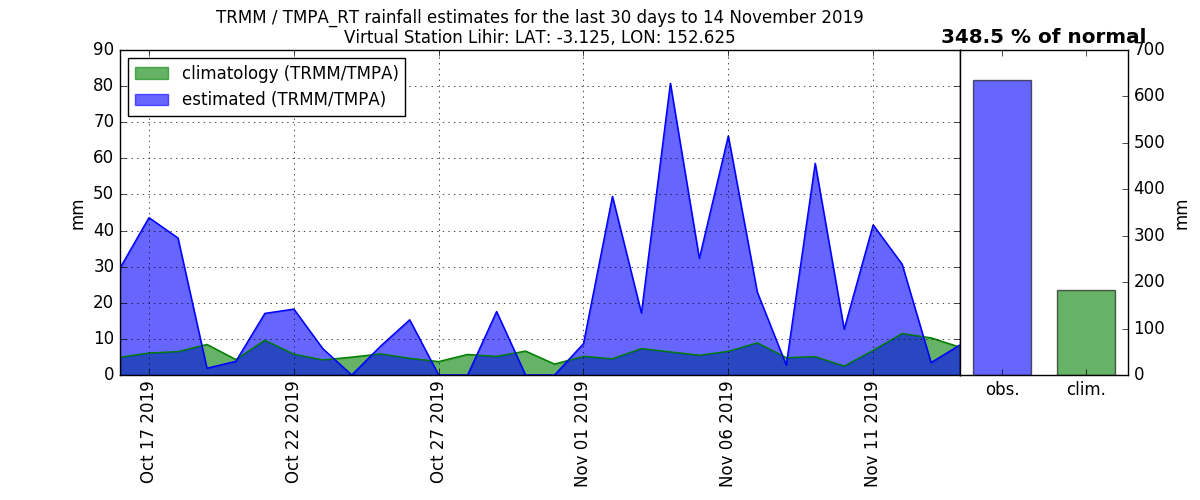 TRMM / TMPA_RT rainfall estimates for the last 30 days to 14 November 2019
Virtual Station Lihir: LAT: -3.125, LON: 152.625
348.5 % of normal
climatology (TRMM/TMPA)
estimated (TRMM/TMPA)
mm
90
80
70
60
50
40
30
20
10
0
Oct 17 2019
Oct 22 2019
Oct 27 2019
Nov 01 2019
Nov 06 2019
Nov 11 2019
obs.
clim.
700
600
500
400
300
200
100
0
mm